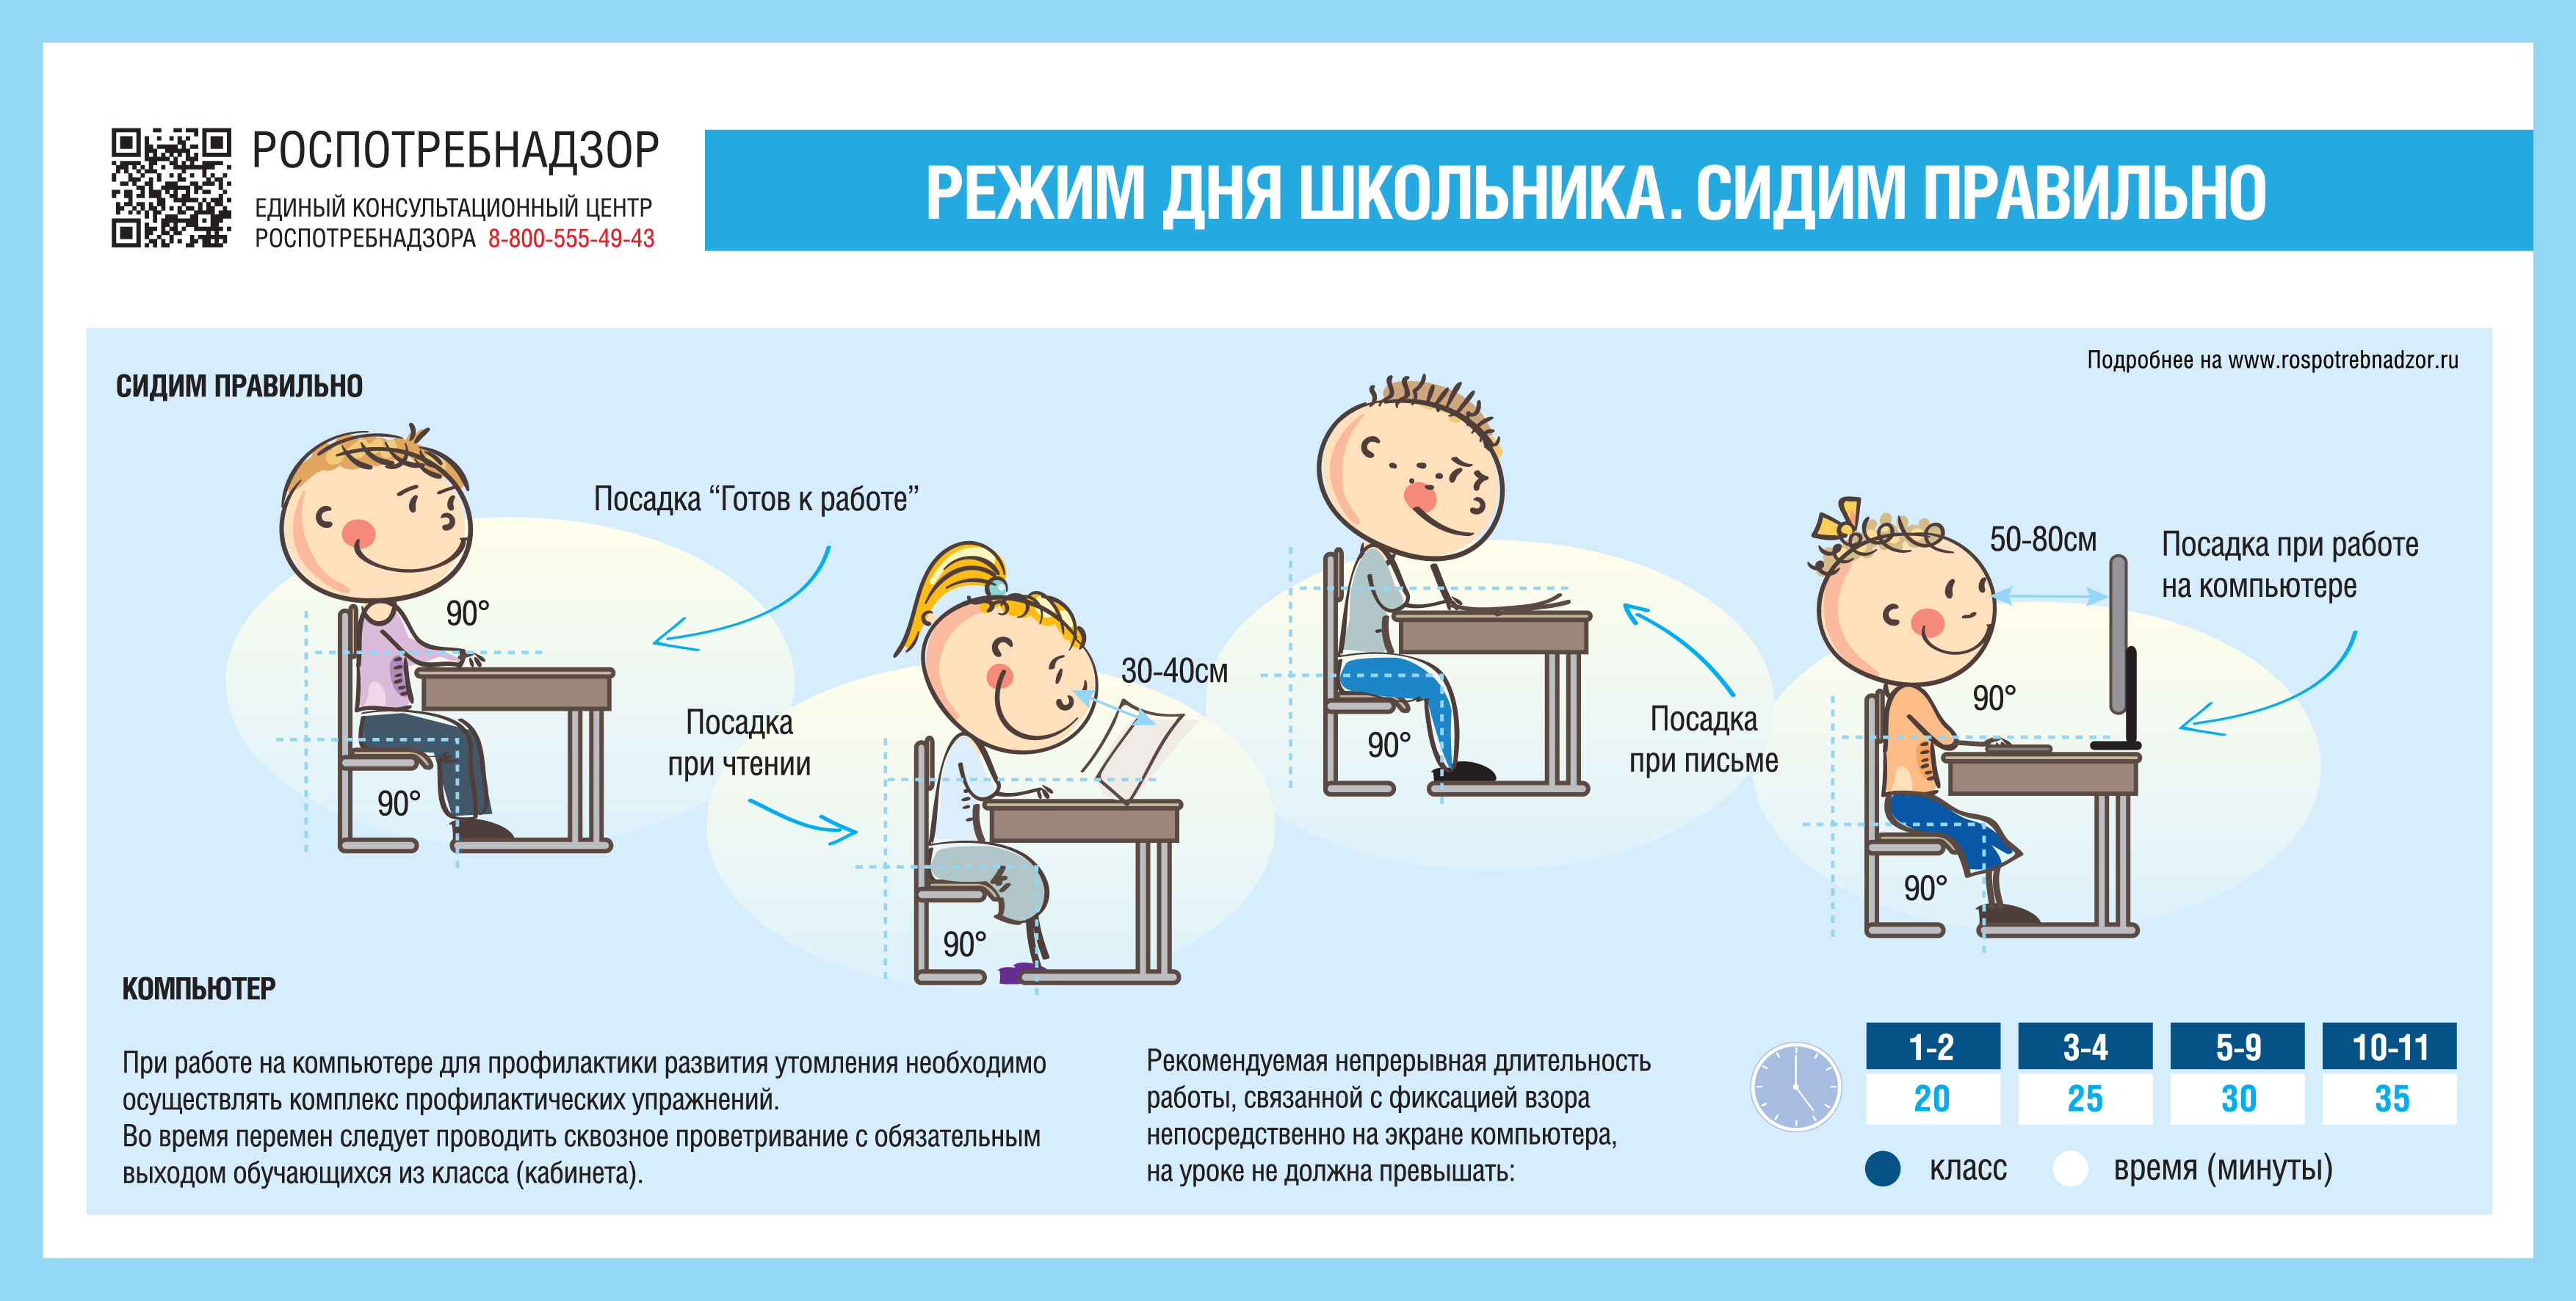 РОСПОТРЕБНАДЗОР
ЕДИНЫЙ КОНСУЛЬТАЦИОННЫЙ ЦЕНТР
РОСПОТРЕБНАДЗОРА 8-800-555-49-43
РЕЖИМ ДНЯ ШКОЛЬНИКА. СИДИМ ПРАВИЛЬНО
Подробнее на www.rospotrebnadzor.ru
СИДИМ ПРАВИЛЬНО
Посадка “Готов к работе”
90°
90°
Посадка
при чтении
30-40см
90°
90°
Посадка
при письме
50-80см
Посадка при работе
на компьютере
90°
90°
КОМПЬЮТЕР
При работе на компьютере для профилактики развития утомления необходимо
осуществлять комплекс профилактических упражнений.
Во время перемен следует проводить сквозное проветривание с обязательным
выходом обучающихся из класса (кабинета).
Рекомендуемая непрерывная длительность
работы, связанной с фиксацией взора
непосредственно на экране компьютера,
на уроке не должна превышать:
1-2 3-4 5-9 10-11
20 25 30 35
класс время (минуты)